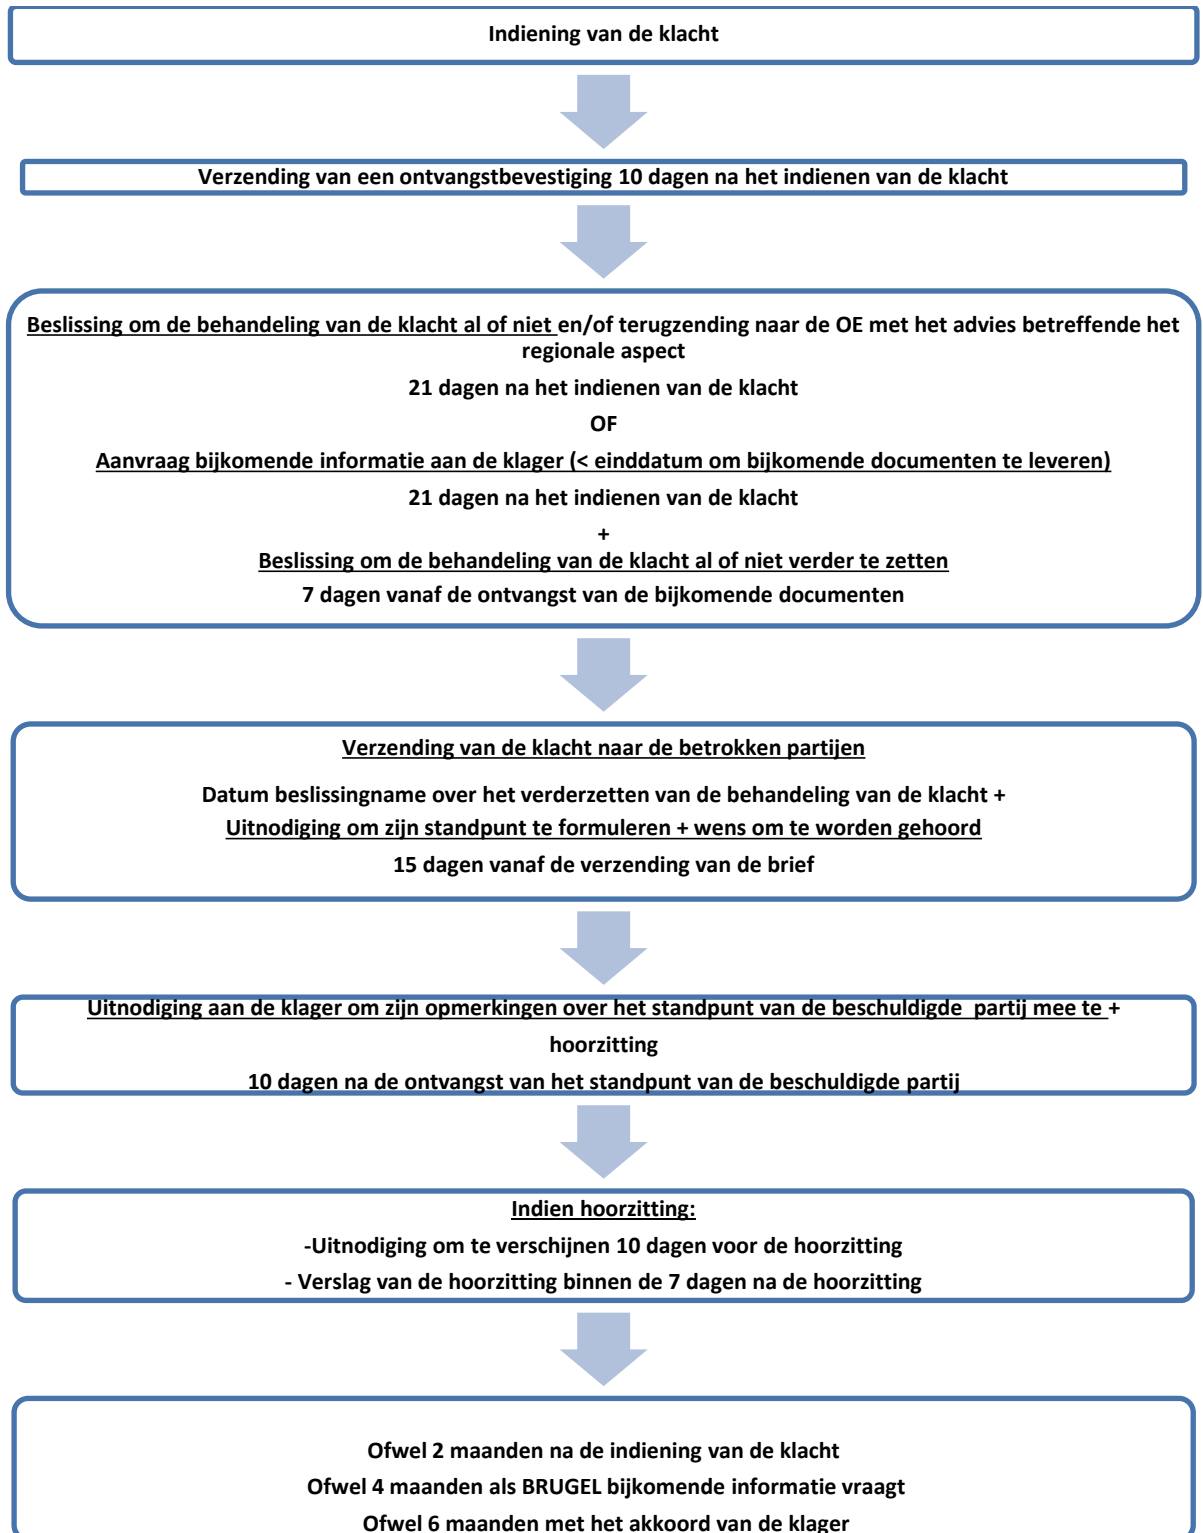 Indiening van de klacht
Verzending van een ontvangstbevestiging 10 dagen na het indienen van de klacht
Beslissing om de behandeling van de klacht al of niet en/of terugzending naar de OE met het advies betreffende het
regionale aspect
21 dagen na het indienen van de klacht
OF
Aanvraag bijkomende informatie aan de klager (< einddatum om bijkomende documenten te leveren)
21 dagen na het indienen van de klacht
+
Beslissing om de behandeling van de klacht al of niet verder te zetten
7 dagen vanaf de ontvangst van de bijkomende documenten
Verzending van de klacht naar de betrokken partijen
Datum beslissingname over het verderzetten van de behandeling van de klacht +
Uitnodiging om zijn standpunt te formuleren + wens om te worden gehoord
15 dagen vanaf de verzending van de brief
Uitnodiging aan de klager om zijn opmerkingen over het standpunt van de beschuldigde partij mee te +
hoorzitting
10 dagen na de ontvangst van het standpunt van de beschuldigde partij
Indien hoorzitting:
-Uitnodiging om te verschijnen 10 dagen voor de hoorzitting
- Verslag van de hoorzitting binnen de 7 dagen na de hoorzitting
Ofwel 2 maanden na de indiening van de klacht
Ofwel 4 maanden als BRUGEL bijkomende informatie vraagt
Ofwel 6 maanden met het akkoord van de klager